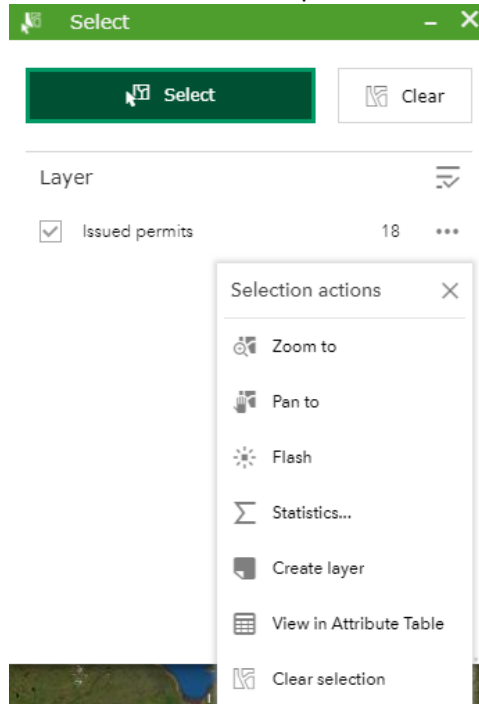 Select
Select
Clear
Layer
Issued permits 18
Selection actions
Zoom to
Pan to
Flash
Statistics...
Create layer
View in Attribute Table
Clear selection